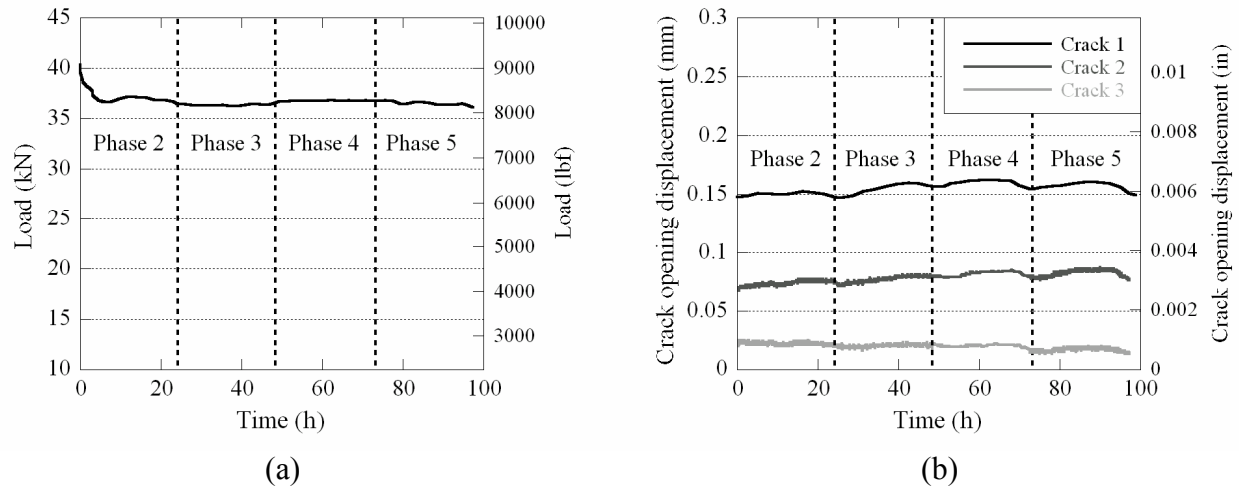 45
40
35
30
25
20
15
10
Load (kN)
Phase 2
Phase 3
Phase 4
Phase 5
10000
9000
8000
7000
6000
5000
4000
3000
Load (lbf)
0
20
40
60
80
100
Time (h)
(a)
0.3
0.25
0.2
0.15
0.1
0.05
0
Crack opening displacement (mm)
Crack 1
Crack 2
Crack 3
Phase 2
Phase 3
Phase 4
Phase 5
0.01
0.008
0.006
0.004
0.002
0
Crack opening displacement (in)
0
20
40
60
80
100
Time (h)
(b)